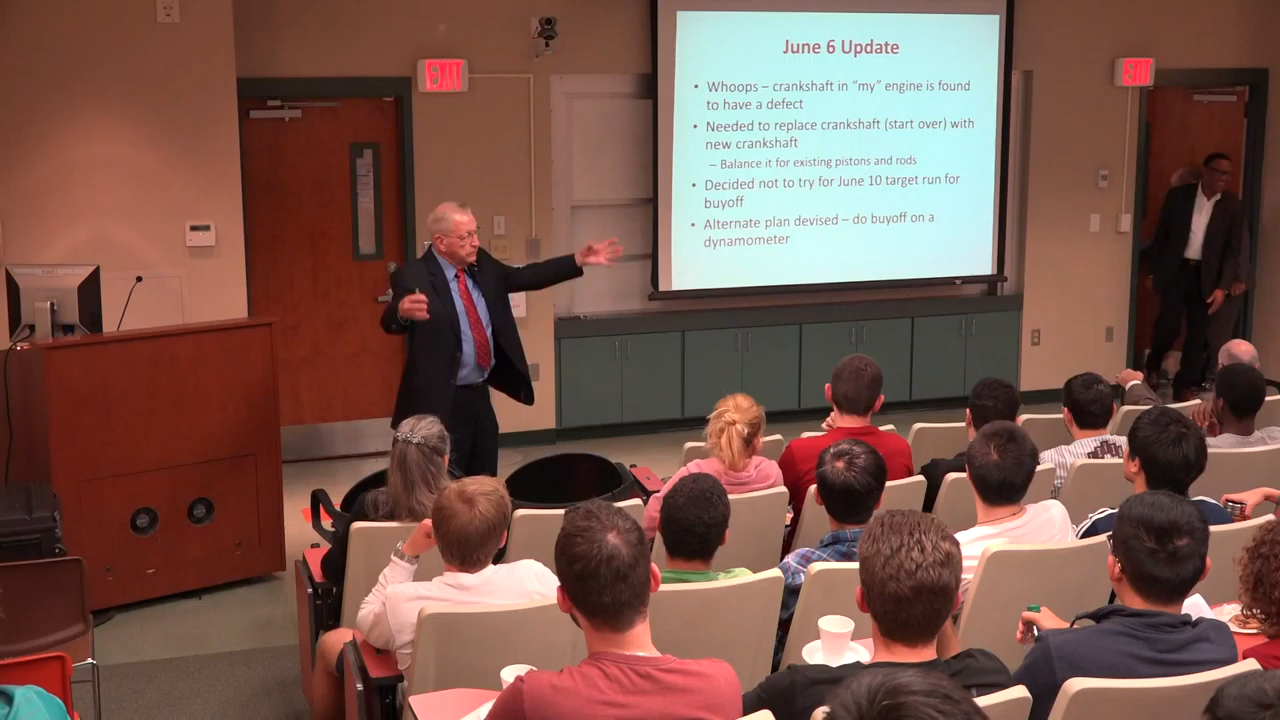 EXIT
June 6 Update
EXIT
• Whoops – crankshaft in “my” engine is found
to have a defect
• Needed to replace crankshaft (start over) with
new crankshaft
– Balance it for existing pistons and rods
• Decided not to try for June 10 target run for
buyoff
• Alternate plan devised – do buyoff on a
dynamometer